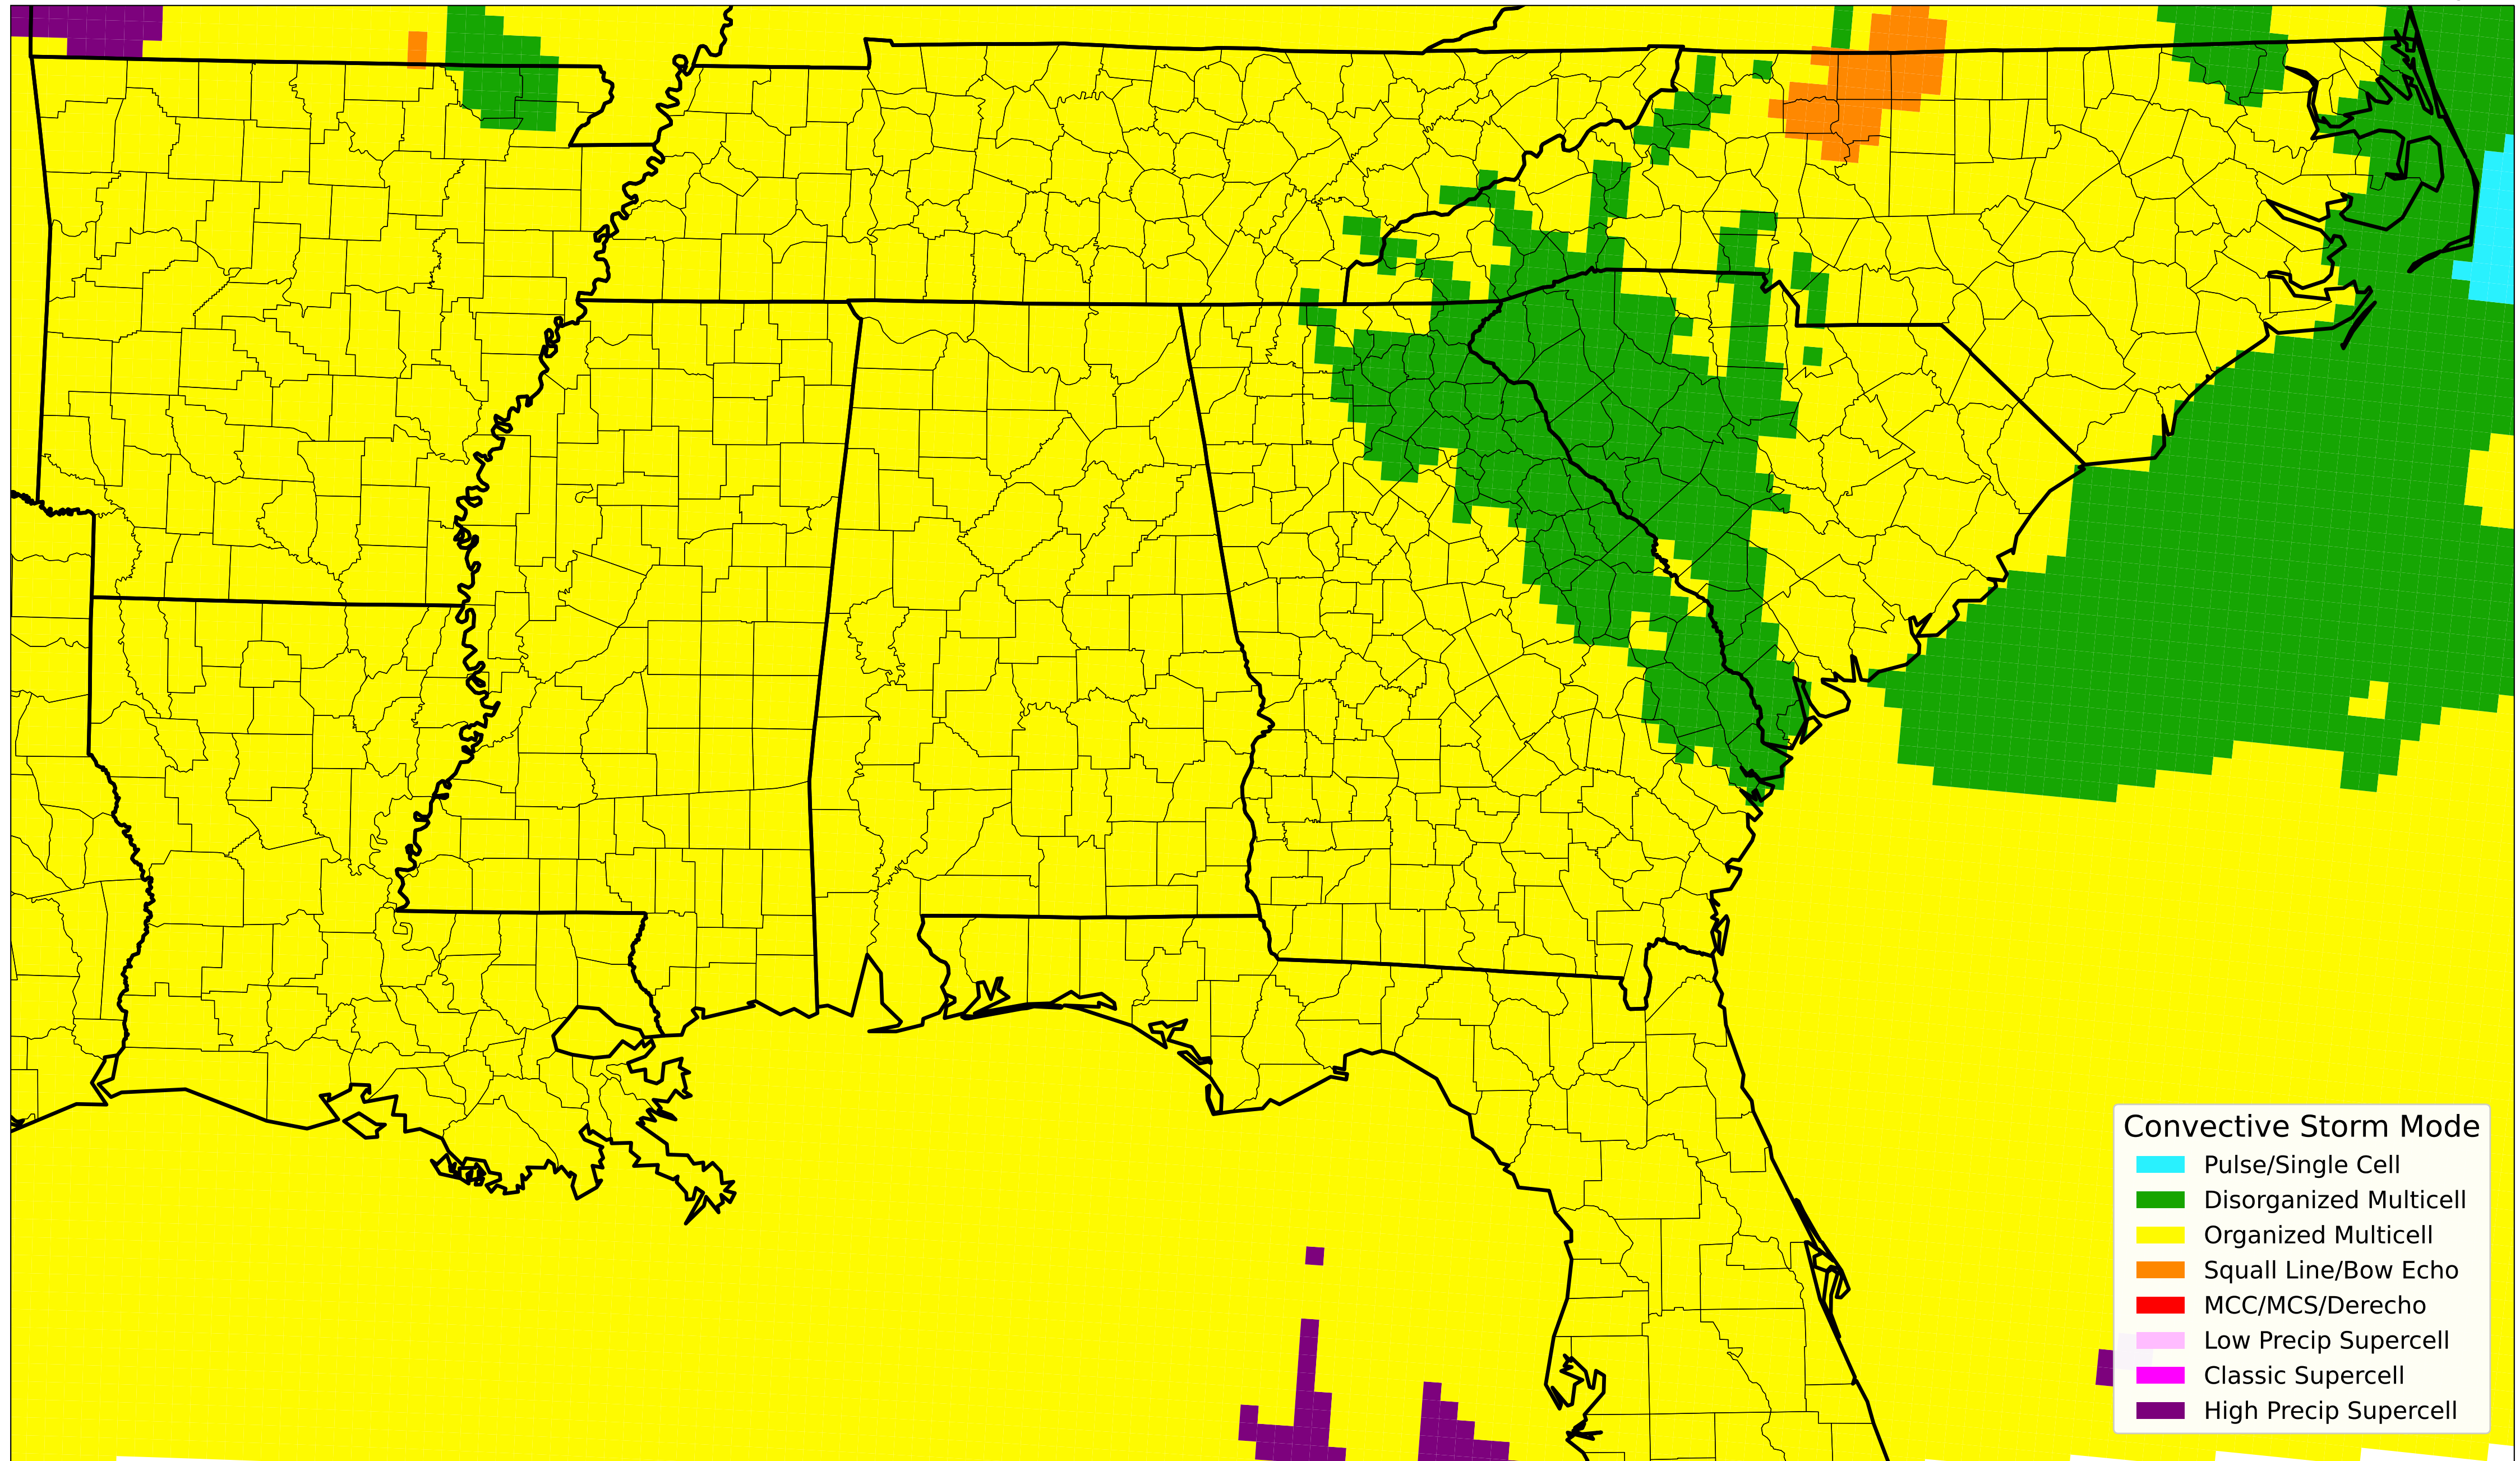 Convective Storm Mode
Pulse/Single Cell
Disorganized Multicell
Organized Multicell
Squall Line/Bow Echo
MCC/MCS/Derecho
Low Precip Supercell
Classic Supercell
High Precip Supercell